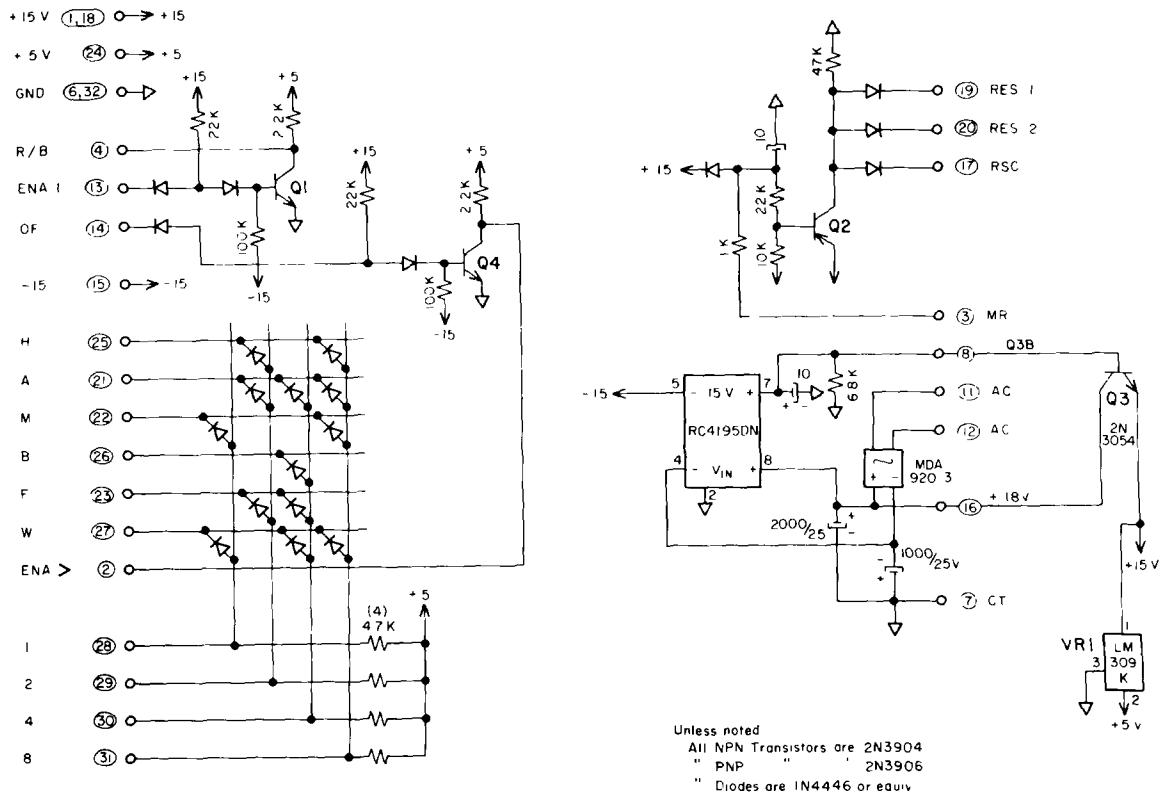 +15 V (1,18) → +15
+5 V (24) → +5
GND (6,32)
R/B (4)
ENA 1 (13)
OF (14)
-15 (15) → -15
+15
22K
+5
2.2K
Q1
100K
-15
+15
22K
+5
2.2K
Q4
100K
-15
H (25)
A (21)
M (22)
B (26)
F (23)
W (27)
ENA > (2)
+5
(4)
47K
1 (28)
2 (29)
4 (30)
8 (31)
47K
(19) RES 1
(20) RES 2
(17) RSC
10
+15
22K
Q2
1K
10K
(3) MR
(8) Q3B
10
+ -
68K
-15
5 - 15V + 7
RC4195DN
4 - VIN + 8
2
(11) AC
(12) AC
Q3
2N
3054
MDA
920 3
+ -
(16) +18V
2000/25
+
-
1000/25V
-
+
(7) CT
+15V
1
VR1
LM
309
K
3
2
+5V
Unless noted
All NPN Transistors are 2N3904
" PNP " ' 2N3906
" Diodes are 1N4446 or equiv